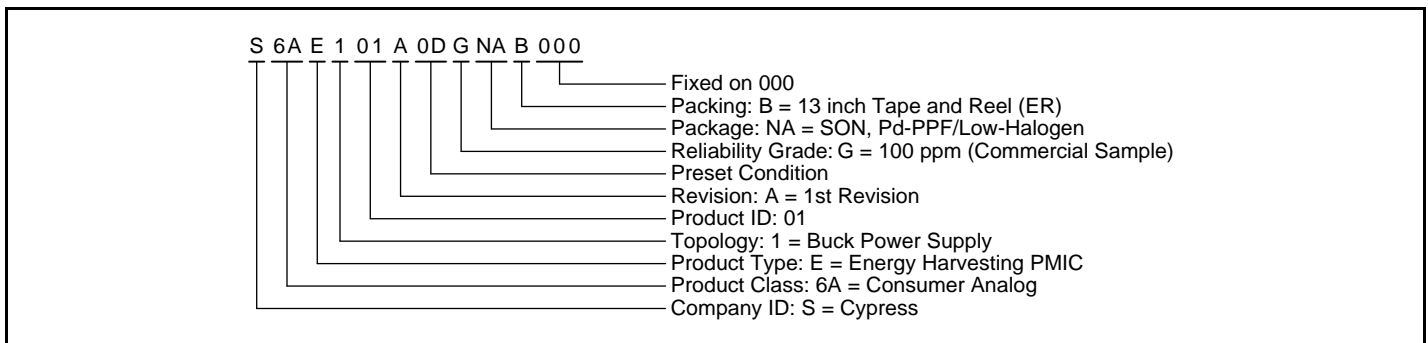 S 6A E 1 01 A 0D G NA B 000
Fixed on 000
Packing: B = 13 inch Tape and Reel (ER)
Package: NA = SON, Pd-PPF/Low-Halogen
Reliability Grade: G = 100 ppm (Commercial Sample)
Preset Condition
Revision: A = 1st Revision
Product ID: 01
Topology: 1 = Buck Power Supply
Product Type: E = Energy Harvesting PMIC
Product Class: 6A = Consumer Analog
Company ID: S = Cypress